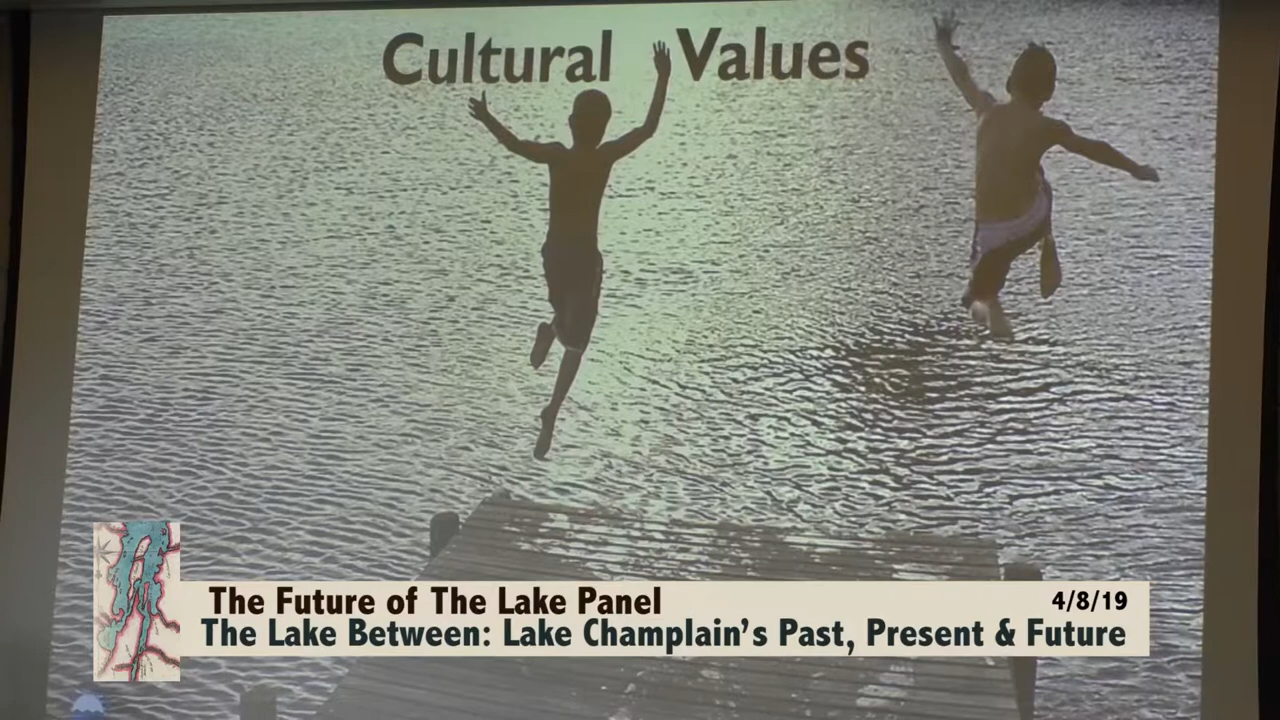 Cultural Values
The Future of The Lake Panel
4/8/19
The Lake Between: Lake Champlain's Past, Present & Future